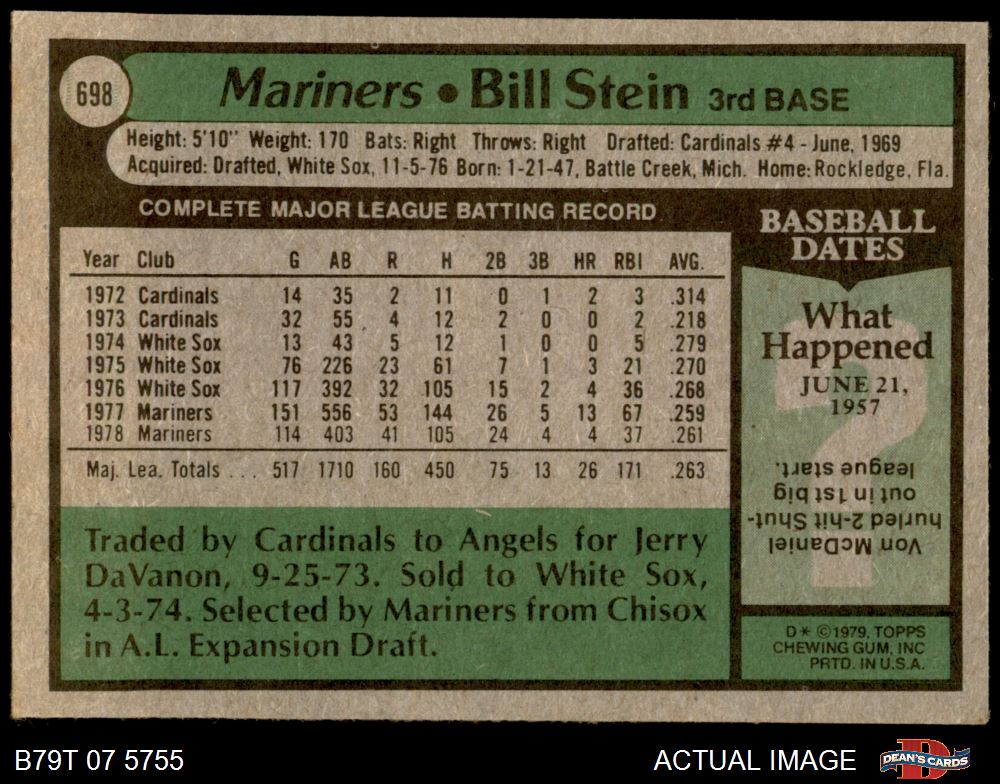 698
Mariners • Bill Stein 3rd BASE
Height: 5'10" Weight: 170 Bats: Right Throws: Right Drafted: Cardinals #4 - June, 1969
Acquired: Drafted, White Sox, 11-5-76 Born: 1-21-47, Battle Creek, Mich. Home: Rockledge, Fla.
COMPLETE MAJOR LEAGUE BATTING RECORD
Year Club G AB R H 2B 3B HR RBI AVG.
1972 Cardinals 14 35 2 11 0 1 2 3 .314
1973 Cardinals 32 55 4 12 2 0 0 2 .218
1974 White Sox 13 43 5 12 1 0 0 5 .279
1975 White Sox 76 226 23 61 7 1 3 21 .270
1976 White Sox 117 392 32 105 15 2 4 36 .268
1977 Mariners 151 556 53 144 26 5 13 67 .259
1978 Mariners 114 403 41 105 24 4 4 37 .261
Maj. Lea. Totals ... 517 1710 160 450 75 13 26 171 .263
Traded by Cardinals to Angels for Jerry
DaVanon, 9-25-73. Sold to White Sox,
4-3-74. Selected by Mariners from Chisox
in A.L. Expansion Draft.
BASEBALL
DATES
What
Happened
JUNE 21,
1957
?
Von McDaniel
hurled 2-hit Shut-
out in 1st big
league start.
D* ©1979, TOPPS
CHEWING GUM, INC
PRTD. IN U.S.A.
B79T 07 5755
ACTUAL IMAGE
DEAN'S CARDS